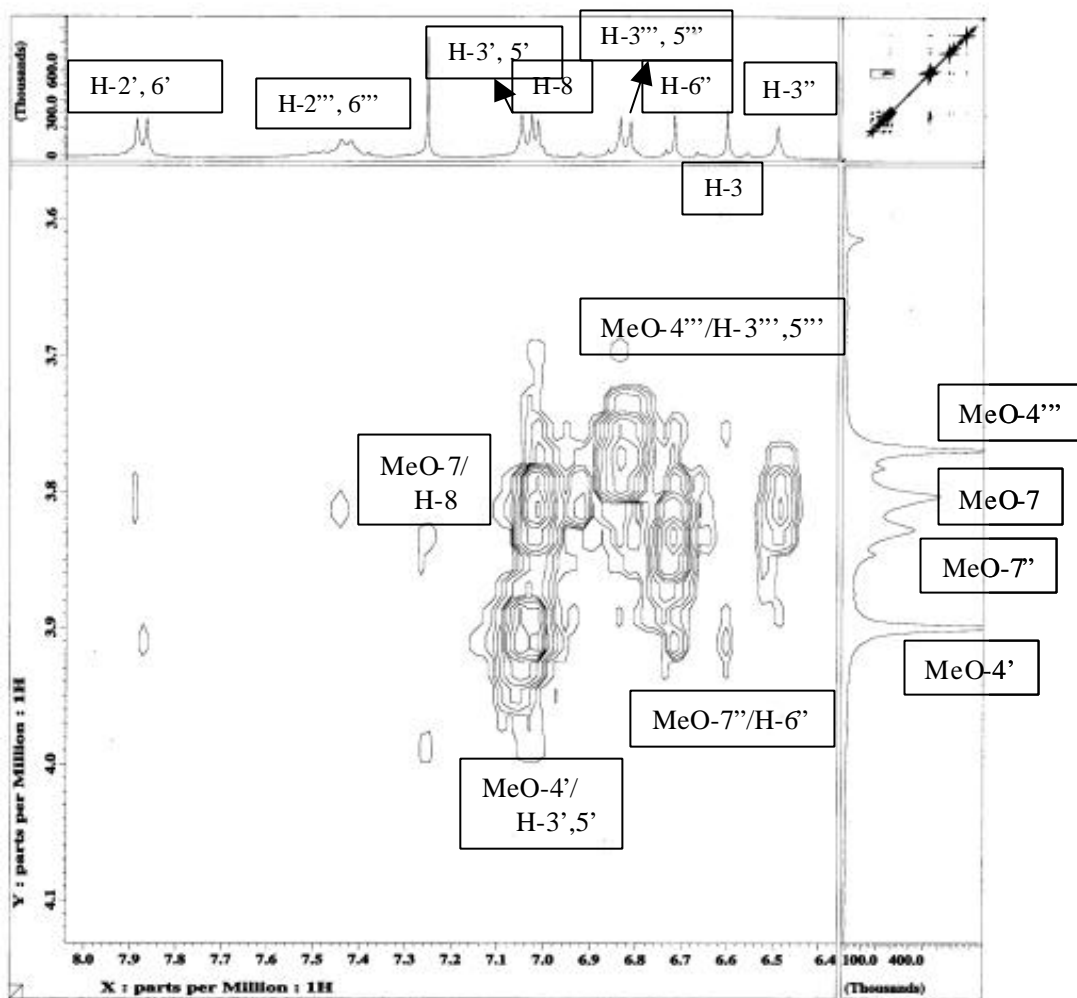 (Thousands)
0 300.0 600.0
H-2’, 6’
H-2’’’, 6’’’
H-3’, 5’
H-8
H-3’’’, 5’’’
H-6’’
H-3’’
H-3
MeO-4’’’/H-3’’’,5’’’
MeO-7/
H-8
MeO-4’’’
MeO-7
MeO-7’’
MeO-4’
MeO-7’’/H-6’’
MeO-4’/
H-3’,5’
3.6
3.7
3.8
3.9
4.0
4.1
Y : parts per Million : 1H
8.0 7.9 7.8 7.7 7.6 7.5 7.4 7.3 7.2 7.1 7.0 6.9 6.8 6.7 6.6 6.5 6.4
100.0 400.0
X : parts per Million : 1H
(Thousands)